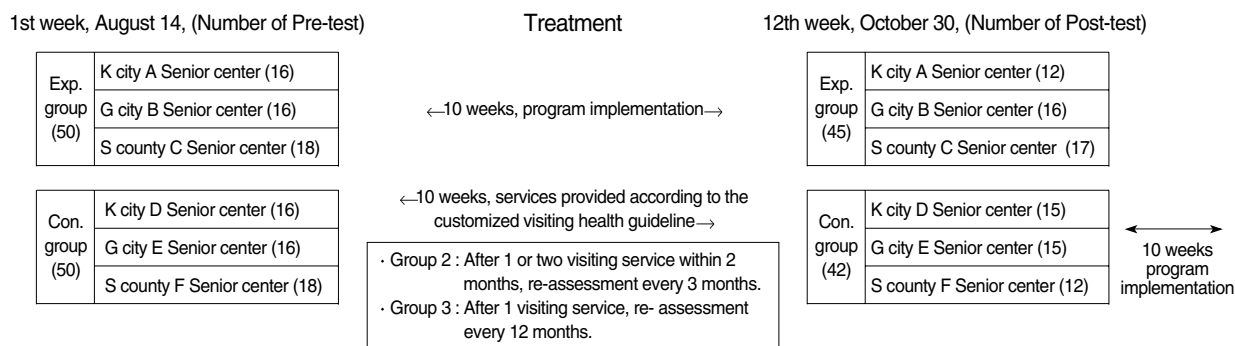 1st week, August 14, (Number of Pre-test)
Treatment
12th week, October 30, (Number of Post-test)
Exp.
group
(50)
K city A Senior center (16)
G city B Senior center (16)
S county C Senior center (18)
←10 weeks, program implementation→
Exp.
group
(45)
K city A Senior center (12)
G city B Senior center (16)
S county C Senior center (17)
Con.
group
(50)
K city D Senior center (16)
G city E Senior center (16)
S county F Senior center (18)
←10 weeks, services provided according to the
customized visiting health guideline→
· Group 2 : After 1 or two visiting service within 2
months, re-assessment every 3 months.
· Group 3 : After 1 visiting service, re- assessment
every 12 months.
Con.
group
(42)
K city D Senior center (15)
G city E Senior center (15)
S county F Senior center (12)
10 weeks
program
implementation